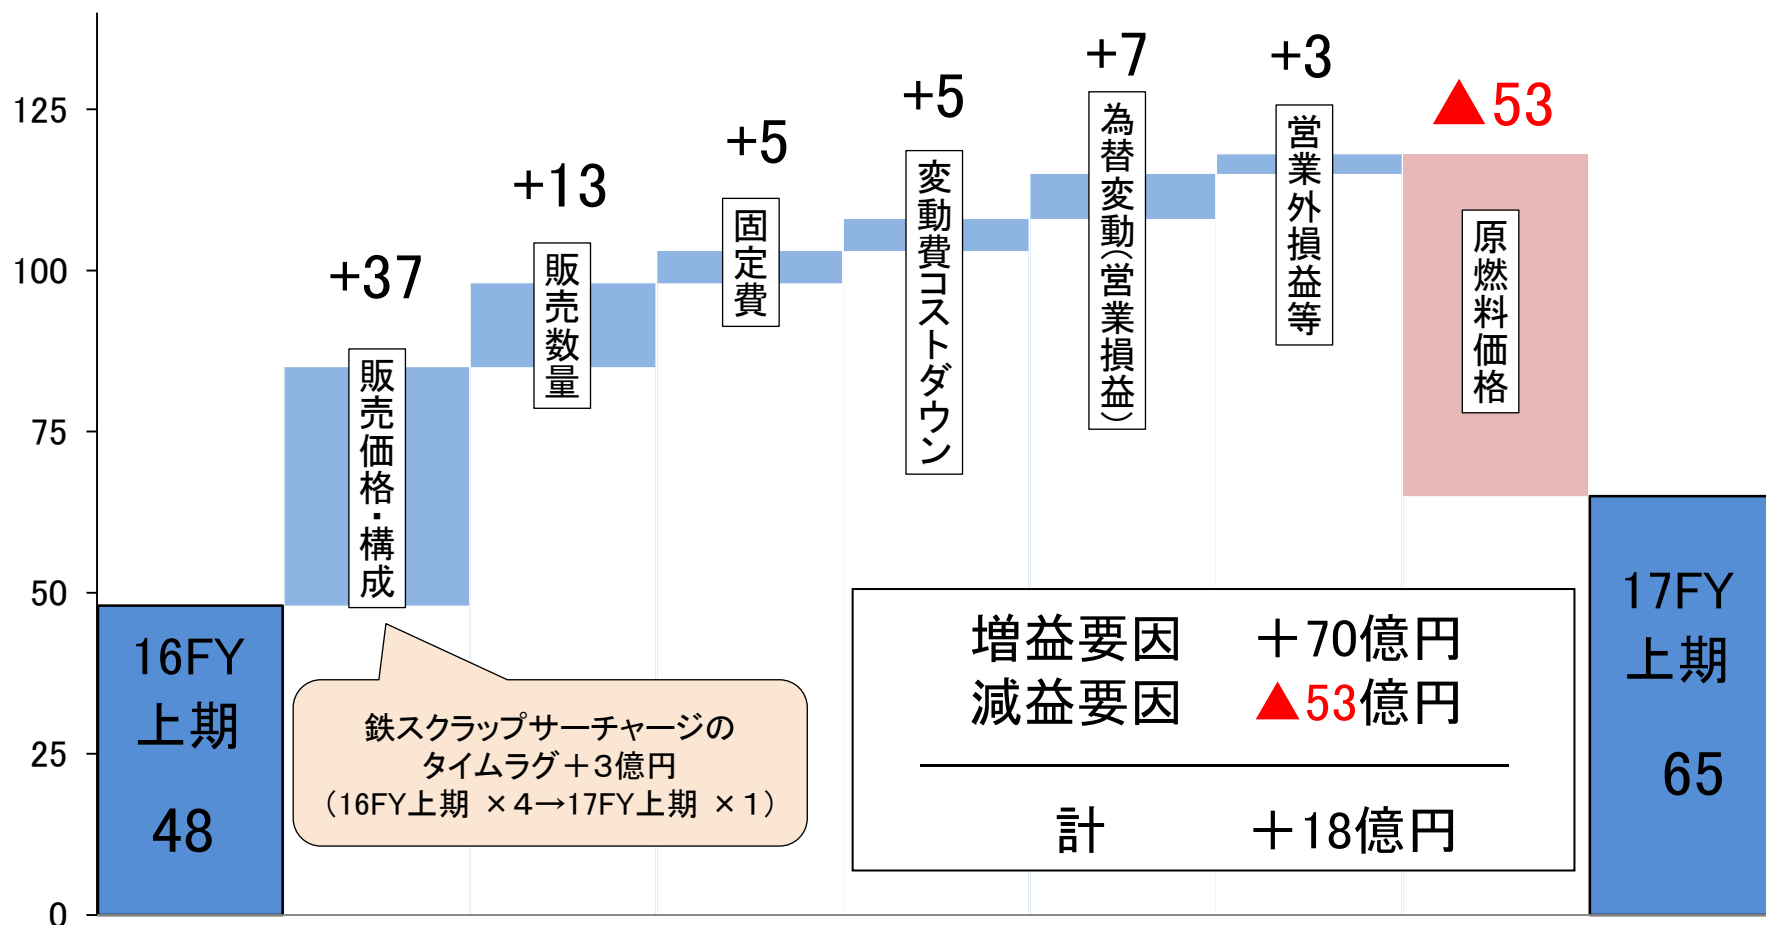 125
100
75
50
25
0
16FY
上期
48
+37
販売価格・構成
+13
販売数量
+5
固定費
+5
変動費コストダウン
+7
為替変動(営業損益)
+3
営業外損益等
▲53
原燃料価格
17FY
上期
65
鉄スクラップサーチャージの
タイムラグ＋３億円
（16FY上期 ×４→17FY上期 ×１）
増益要因 ＋70億円
減益要因 ▲53億円
計 ＋18億円